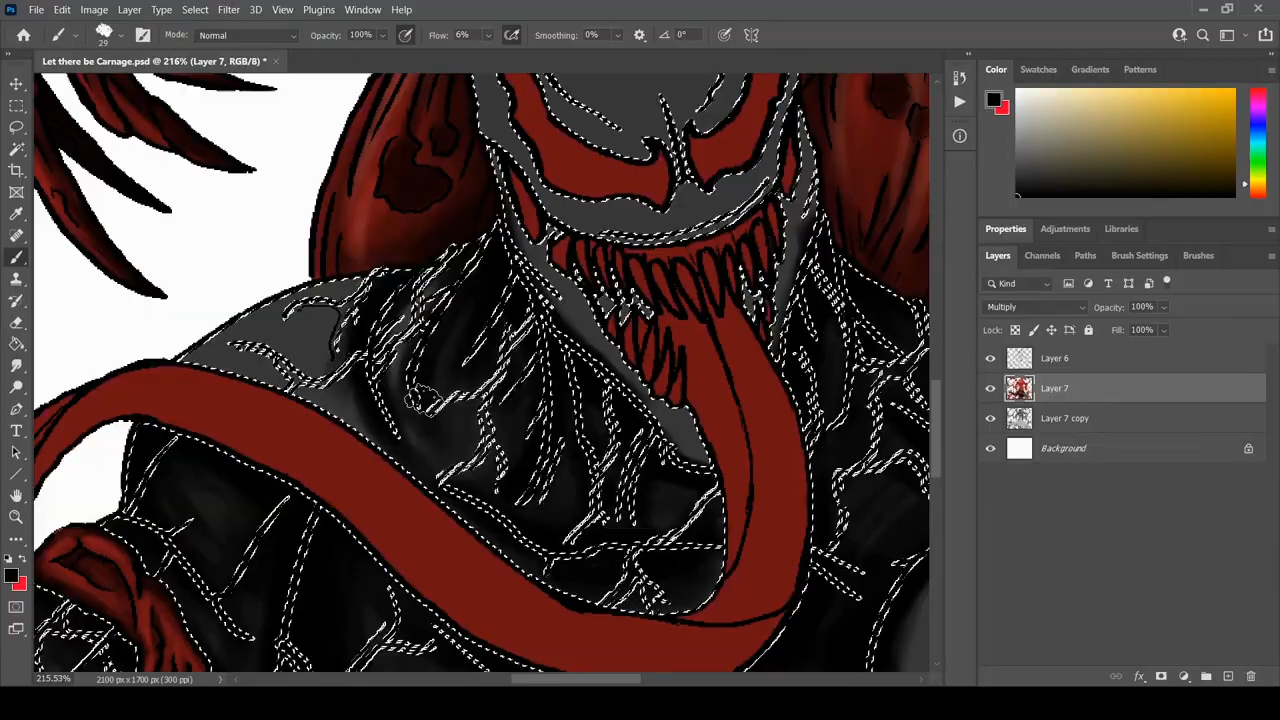 Ps File Edit Image Layer Type Select Filter 3D View Plugins Window Help
29 Mode: Normal Opacity: 100% Flow: 6% Smoothing: 0% 0°
Let there be Carnage.psd @ 216% (Layer 7, RGB/8) *
Color Swatches Gradients Patterns
Properties Adjustments Libraries
Layers Channels Paths Brush Settings Brushes
Kind
Multiply Opacity: 100%
Lock: Fill: 100%
Layer 6
Layer 7
Layer 7 copy
Background
215.53% 2100 px x 1700 px (300 ppi)
fx